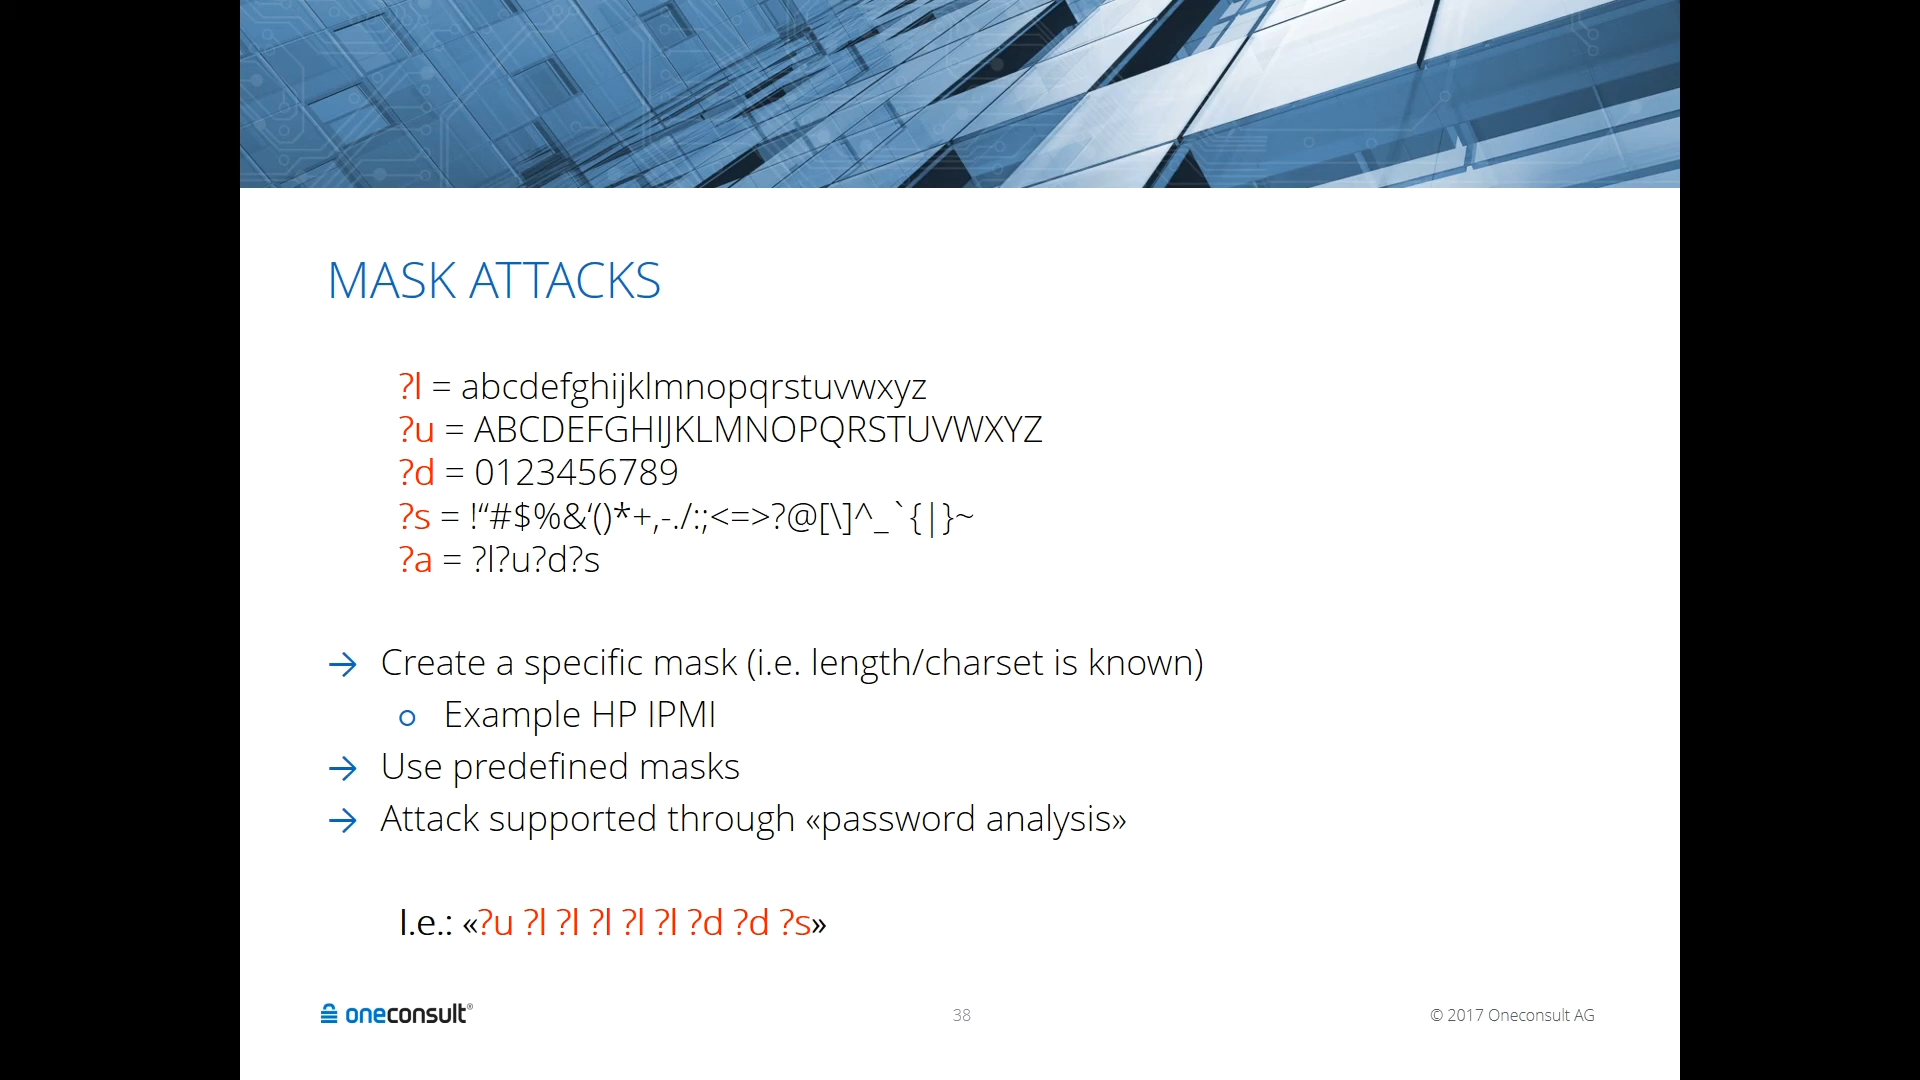 MASK ATTACKS
?l = abcdefghijklmnopqrstuvwxyz
?u = ABCDEFGHIJKLMNOPQRSTUVWXYZ
?d = 0123456789
?s = !“#$%&‘()*+,-./:;<=>?@[\]^_`{|}~
?a = ?l?u?d?s
→ Create a specific mask (i.e. length/charset is known)
o Example HP IPMI
→ Use predefined masks
→ Attack supported through «password analysis»
I.e.: «?u ?l ?l ?l ?l ?l ?d ?d ?s»
oneconsult®
38
© 2017 Oneconsult AG